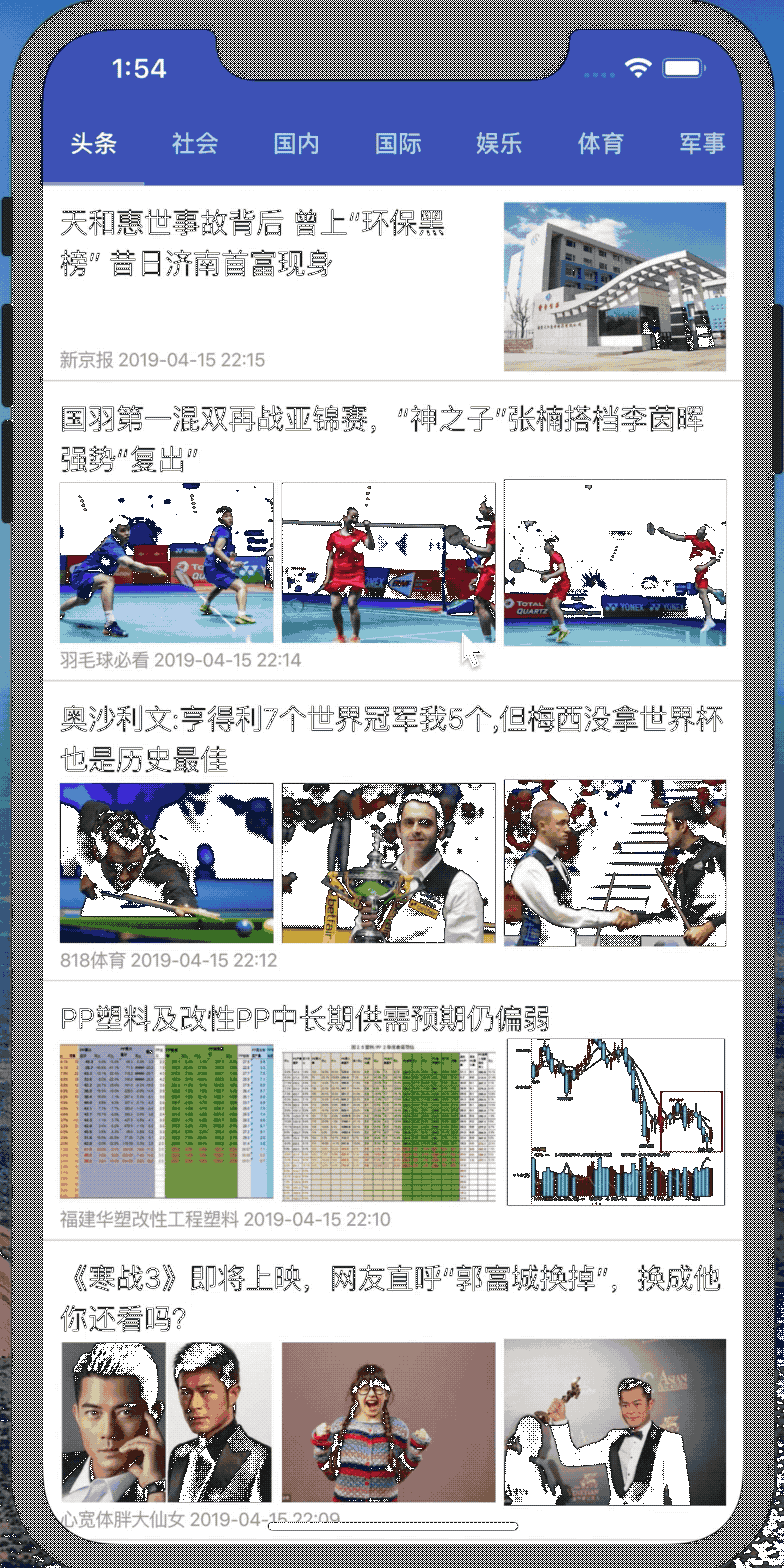 1:54
头条 社会 国内 国际 娱乐 体育 军事
天和惠世事故背后 曾上“环保黑
榜” 昔日济南首富现身
新京报 2019-04-15 22:15
国羽第一混双再战亚锦赛，“神之子”张楠搭档李茵晖
强势“复出”
TOTAL
YONEX
TOTAL
QUARTZ
YONEX
羽毛球必看 2019-04-15 22:14
奥沙利文:亨得利7个世界冠军我5个,但梅西没拿世界杯
也是历史最佳
betfair
818体育 2019-04-15 22:12
PP塑料及改性PP中长期供需预期仍偏弱
福建华塑改性工程塑料 2019-04-15 22:10
《寒战3》即将上映，网友直呼“郭富城换掉”，换成他
你还看吗？
ASIAN
心宽体胖大仙女 2019-04-15 22:09